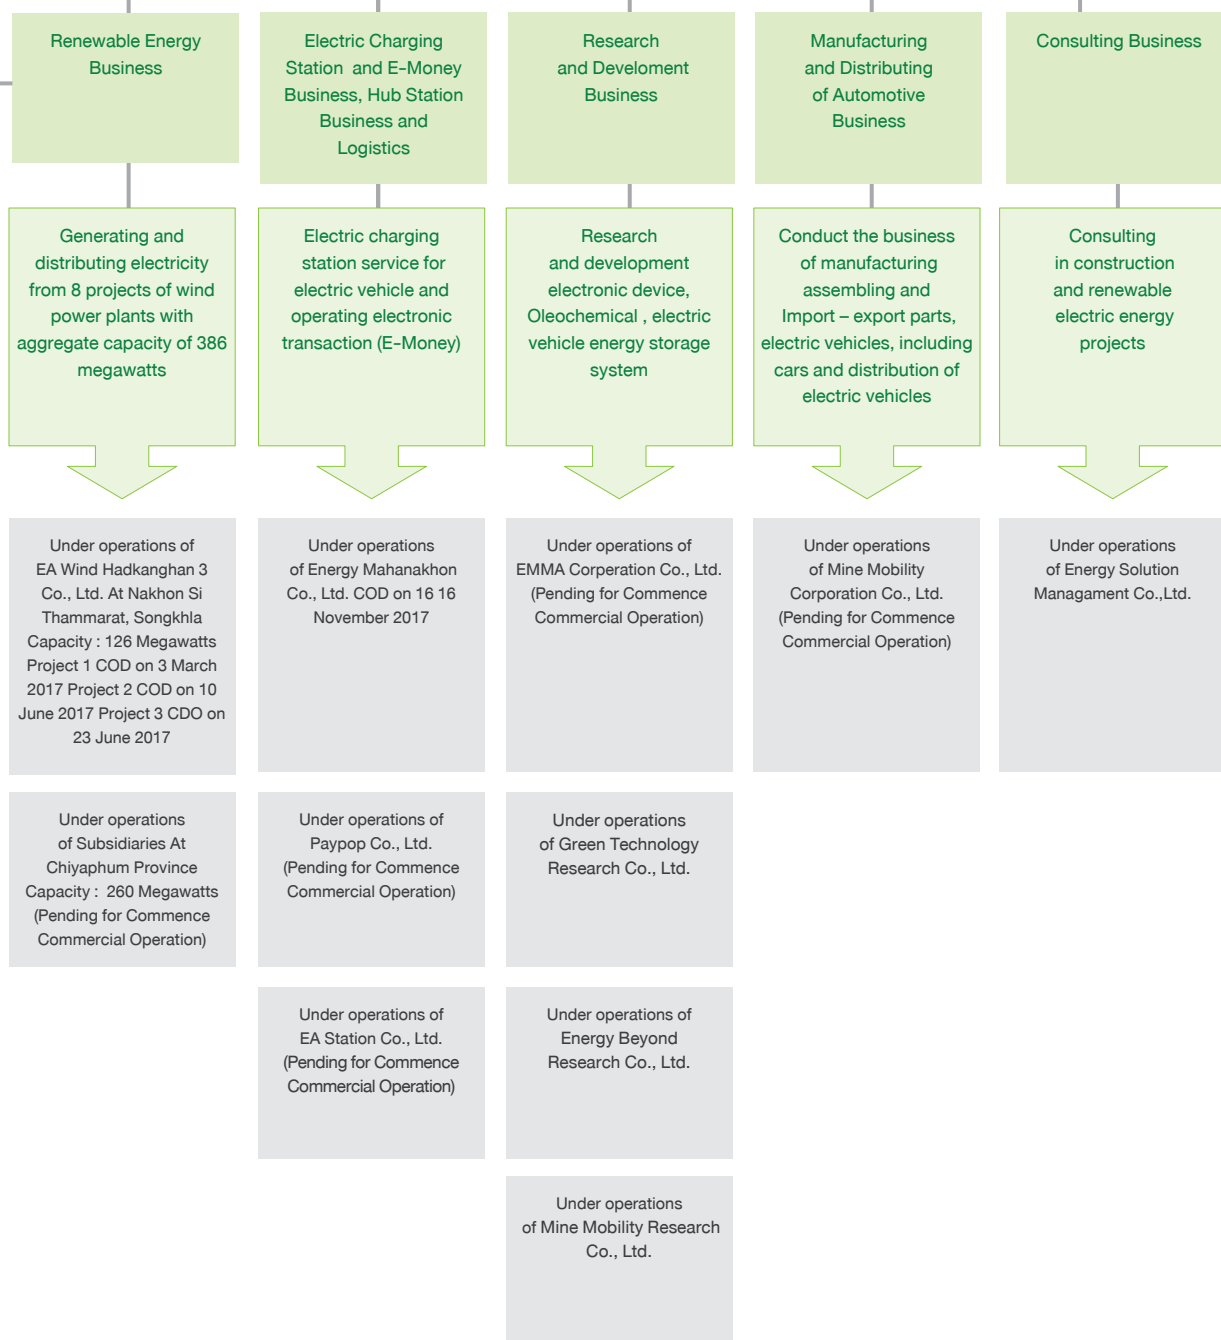 Renewable Energy
Business
Electric Charging
Station and E-Money
Business, Hub Station
Business and
Logistics
Research
and Develoment
Business
Manufacturing
and Distributing
of Automotive
Business
Consulting Business
Generating and
distributing electricity
from 8 projects of wind
power plants with
aggregate capacity of 386
megawatts
Electric charging
station service for
electric vehicle and
operating electronic
transaction (E-Money)
Research
and development
electronic device,
Oleochemical , electric
vehicle energy storage
system
Conduct the business
of manufacturing
assembling and
Import – export parts,
electric vehicles, including
cars and distribution of
electric vehicles
Consulting
in construction
and renewable
electric energy
projects
Under operations of
EA Wind Hadkanghan 3
Co., Ltd. At Nakhon Si
Thammarat, Songkhla
Capacity : 126 Megawatts
Project 1 COD on 3 March
2017 Project 2 COD on 10
June 2017 Project 3 CDO on
23 June 2017
Under operations
of Energy Mahanakhon
Co., Ltd. COD on 16 16
November 2017
Under operations of
EMMA Corperation Co., Ltd.
(Pending for Commence
Commercial Operation)
Under operations
of Mine Mobility
Corporation Co., Ltd.
(Pending for Commence
Commercial Operation)
Under operations
of Energy Solution
Managament Co.,Ltd.
Under operations
of Subsidiaries At
Chiyaphum Province
Capacity : 260 Megawatts
(Pending for Commence
Commercial Operation)
Under operations of
Paypop Co., Ltd.
(Pending for Commence
Commercial Operation)
Under operations
of Green Technology
Research Co., Ltd.
Under operations of
EA Station Co., Ltd.
(Pending for Commence
Commercial Operation)
Under operations of
Energy Beyond
Research Co., Ltd.
Under operations
of Mine Mobility Research
Co., Ltd.